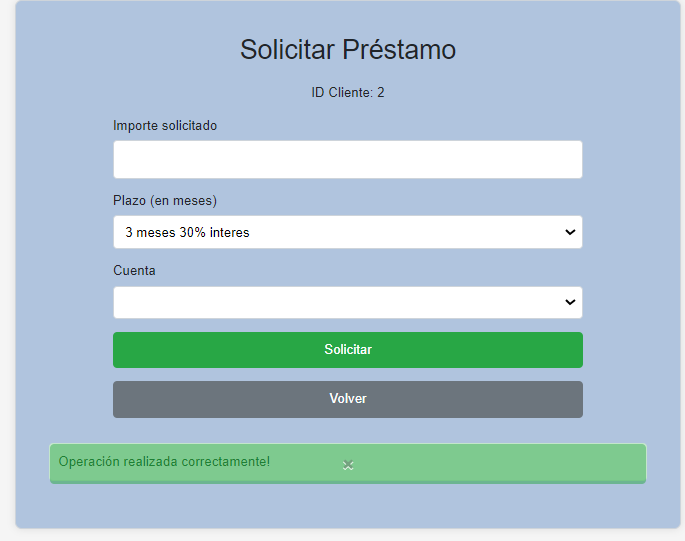 Solicitar Préstamo
ID Cliente: 2
Importe solicitado
Plazo (en meses)
3 meses 30% interes
Cuenta
Solicitar
Volver
Operación realizada correctamente!